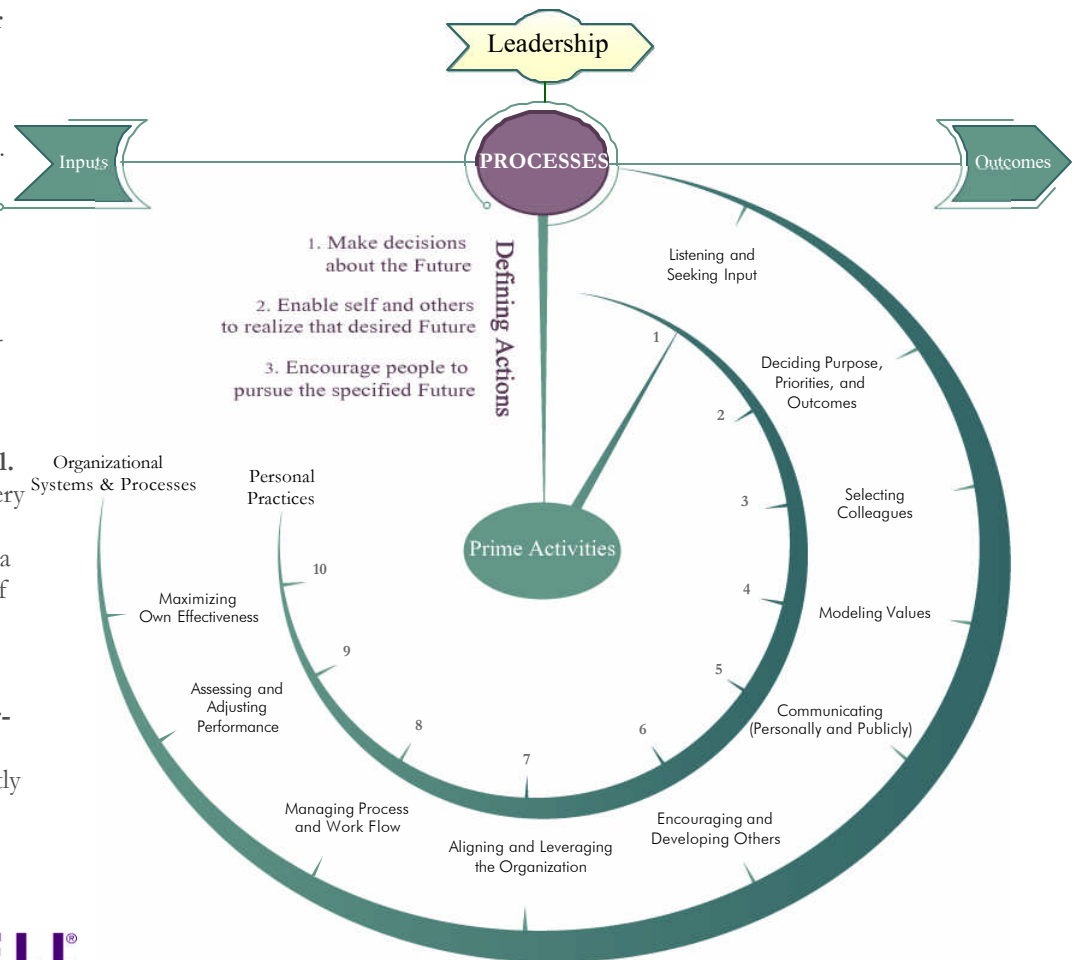 Leadership
Inputs
PROCESSES
Outcomes
Defining Actions
1. Make decisions
about the Future
2. Enable self and others
to realize that desired Future
3. Encourage people to
pursue the specified Future
Prime Activities
Organizational
Systems & Processes
Personal
Practices
1
Listening and
Seeking Input
2
Deciding Purpose,
Priorities, and
Outcomes
3
Selecting
Colleagues
4
Modeling Values
5
Communicating
(Personally and Publicly)
6
Encouraging and
Developing Others
7
Aligning and Leveraging
the Organization
8
Managing Process
and Work Flow
9
Assessing and
Adjusting
Performance
10
Maximizing
Own Effectiveness
a